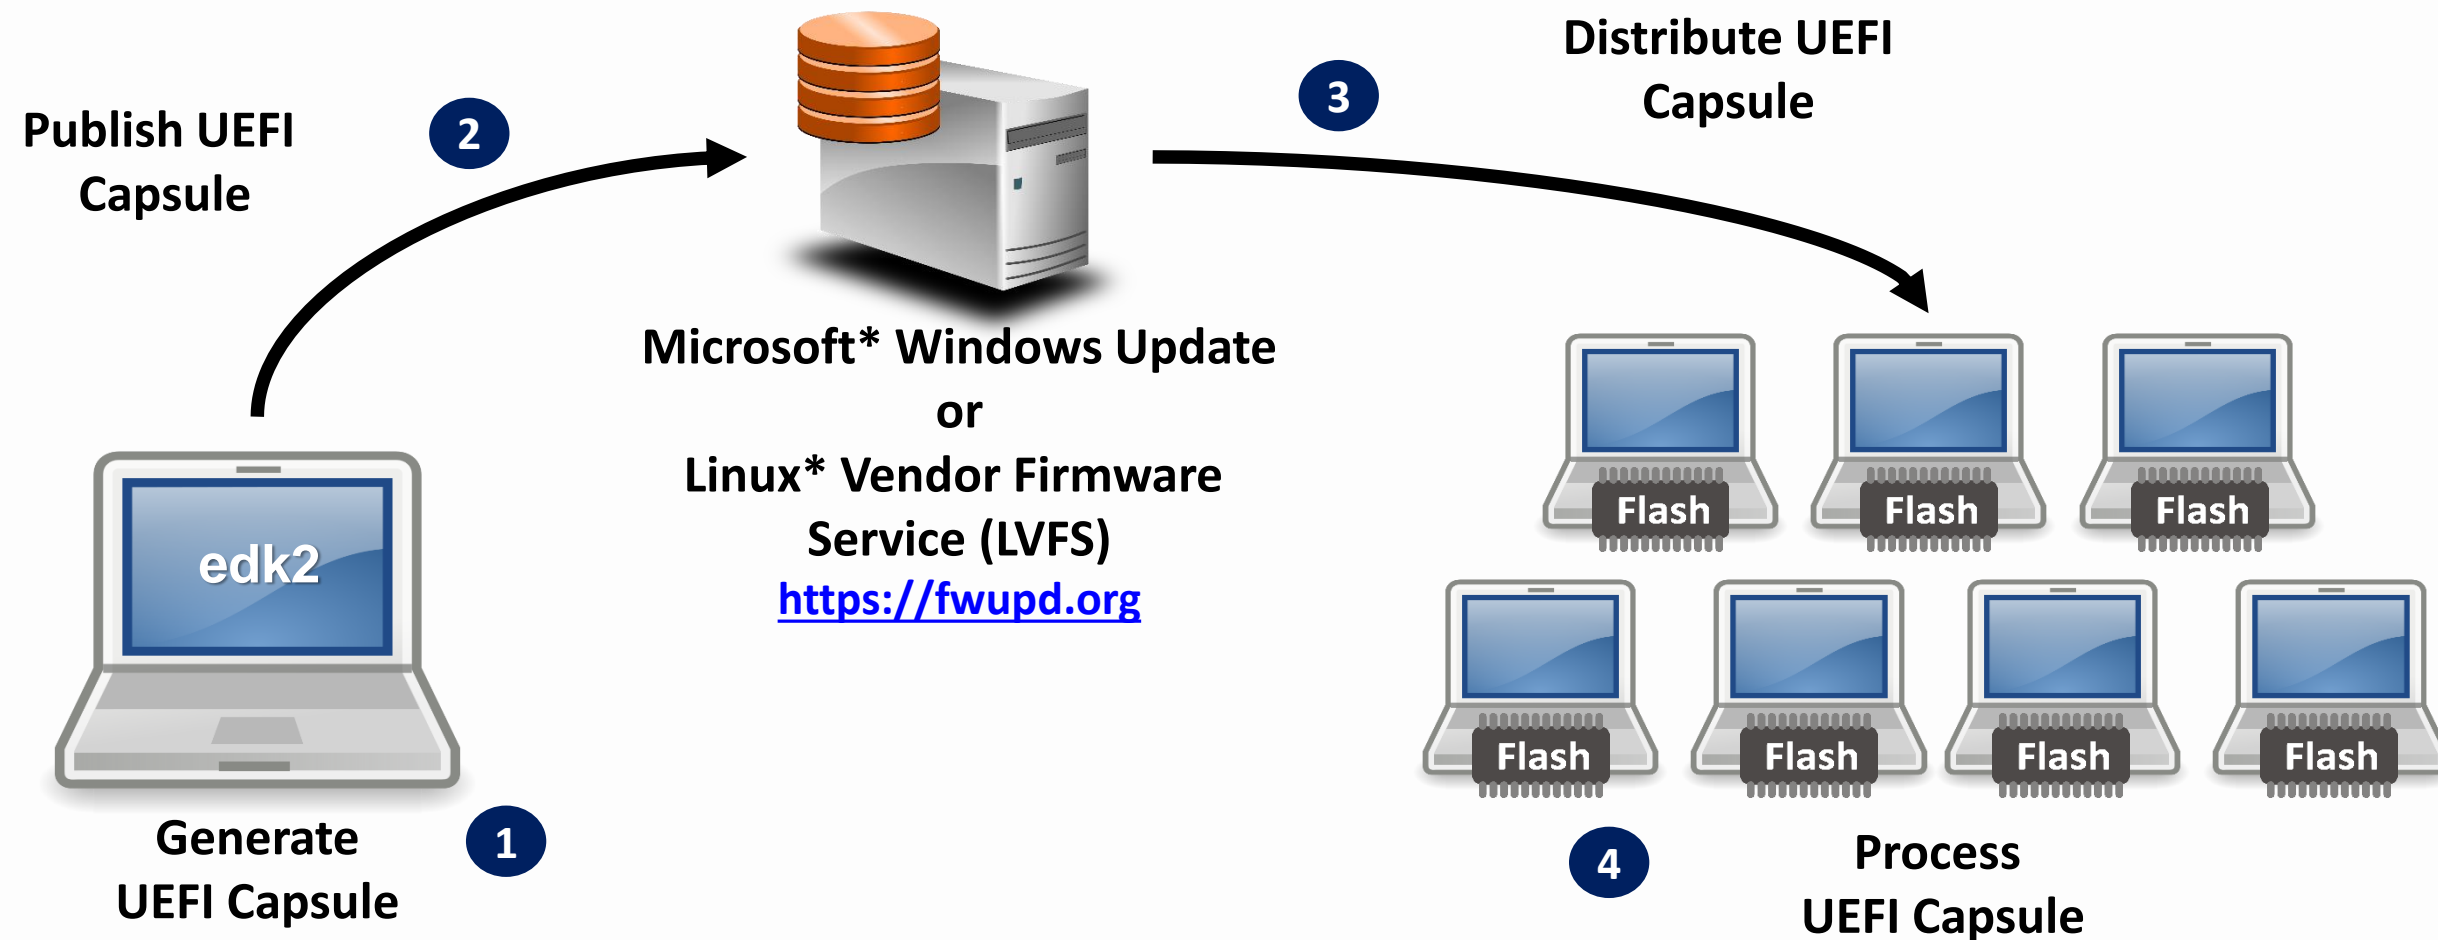 Publish UEFI
Capsule
2
3
Distribute UEFI
Capsule
Microsoft* Windows Update
or
Linux* Vendor Firmware
Service (LVFS)
https://fwupd.org
edk2
Generate
UEFI Capsule
1
Flash
Flash
Flash
Flash
Flash
Flash
Flash
4
Process
UEFI Capsule